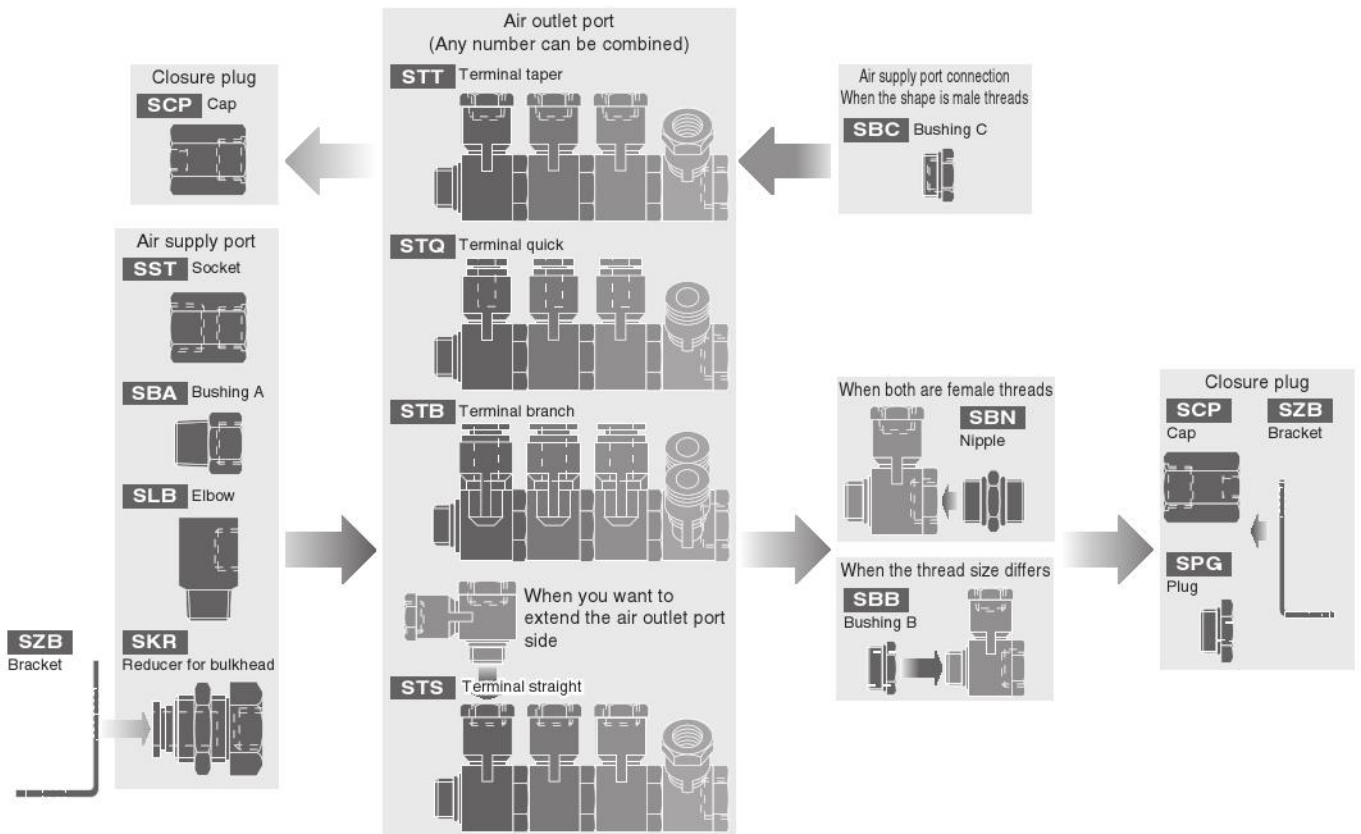 Closure plug
SCP Cap
Air supply port
SST Socket
SBA Bushing A
SLB Elbow
SKR
Reducer for bulkhead
SZB
Bracket
Air outlet port
(Any number can be combined)
STT Terminal taper
STQ Terminal quick
STB Terminal branch
When you want to
extend the air outlet port
side
STS Terminal straight
Air supply port connection
When the shape is male threads
SBC Bushing C
When both are female threads
SBN
Nipple
When the thread size differs
SBB
Bushing B
Closure plug
SCP
Cap
SZB
Bracket
SPG
Plug